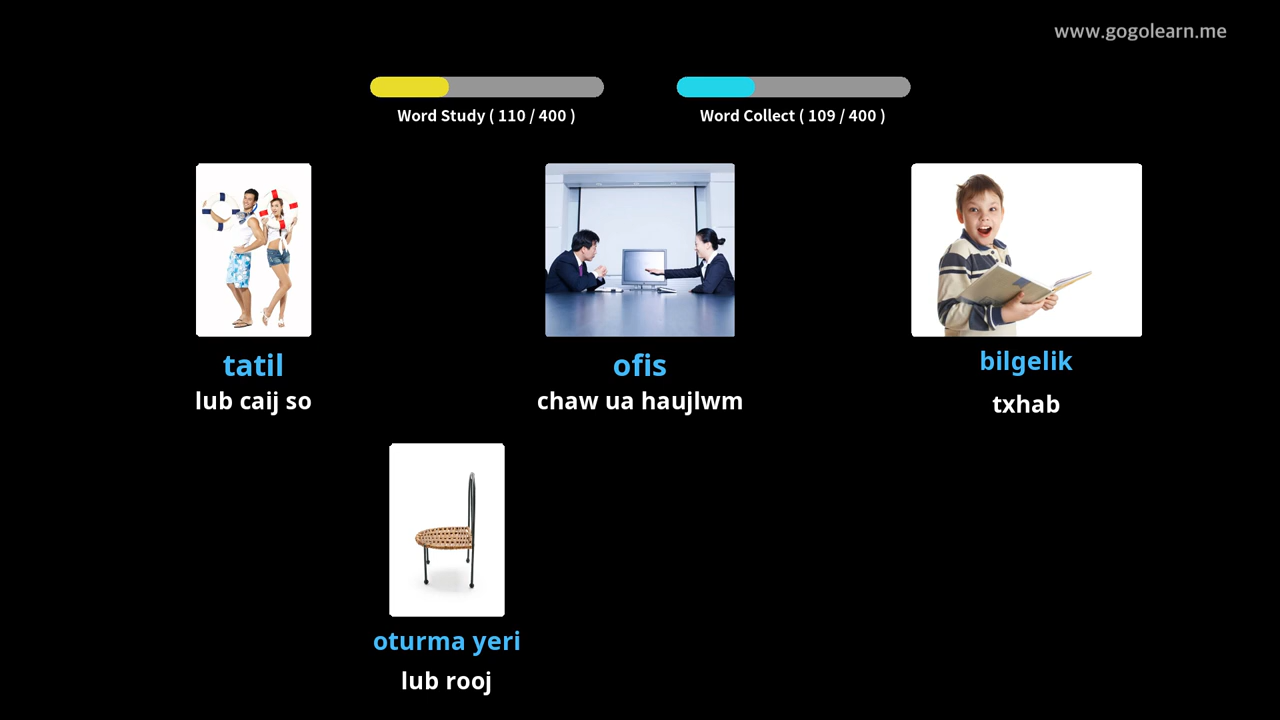 www.gogolearn.me
Word Study ( 110 / 400 )
Word Collect ( 109 / 400 )
tatil
lub caij so
ofis
chaw ua haujlwm
bilgelik
txhab
oturma yeri
lub rooj